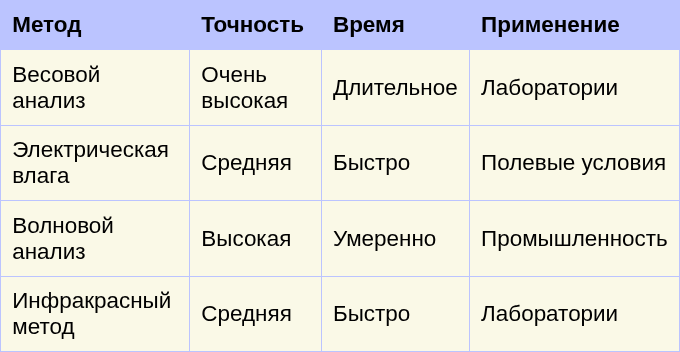 Метод Точность Время Применение
Весовой
анализ
Очень
высокая
Длительное
Лаборатории
Электрическая
влага
Средняя
Быстро
Полевые условия
Волновой
анализ
Высокая
Умеренно
Промышленность
Инфракрасный
метод
Средняя
Быстро
Лаборатории